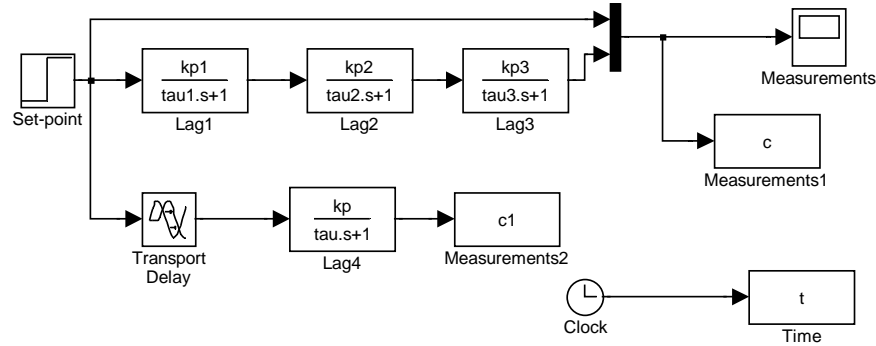 Set-point
kp1
tau1.s+1
Lag1
kp2
tau2.s+1
Lag2
kp3
tau3.s+1
Lag3
Measurements
c
Measurements1
Transport
Delay
kp
tau.s+1
Lag4
c1
Measurements2
Clock
t
Time